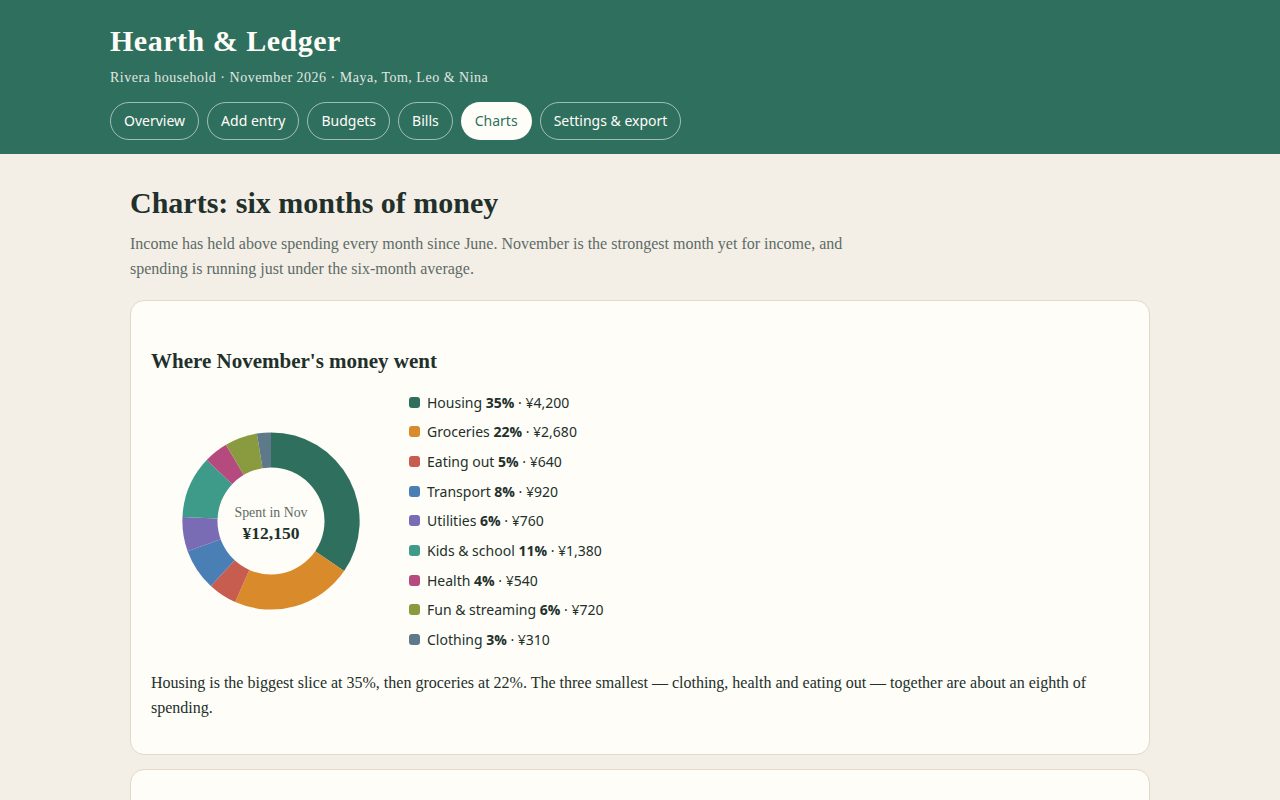 Hearth & Ledger
Rivera household · November 2026 · Maya, Tom, Leo & Nina
Overview
Add entry
Budgets
Bills
Charts
Settings & export
Charts: six months of money
Income has held above spending every month since June. November is the strongest month yet for income, and
spending is running just under the six-month average.
Where November's money went
Spent in Nov
¥12,150
Housing 35% · ¥4,200
Groceries 22% · ¥2,680
Eating out 5% · ¥640
Transport 8% · ¥920
Utilities 6% · ¥760
Kids & school 11% · ¥1,380
Health 4% · ¥540
Fun & streaming 6% · ¥720
Clothing 3% · ¥310
Housing is the biggest slice at 35%, then groceries at 22%. The three smallest — clothing, health and eating out — together are about an eighth of
spending.